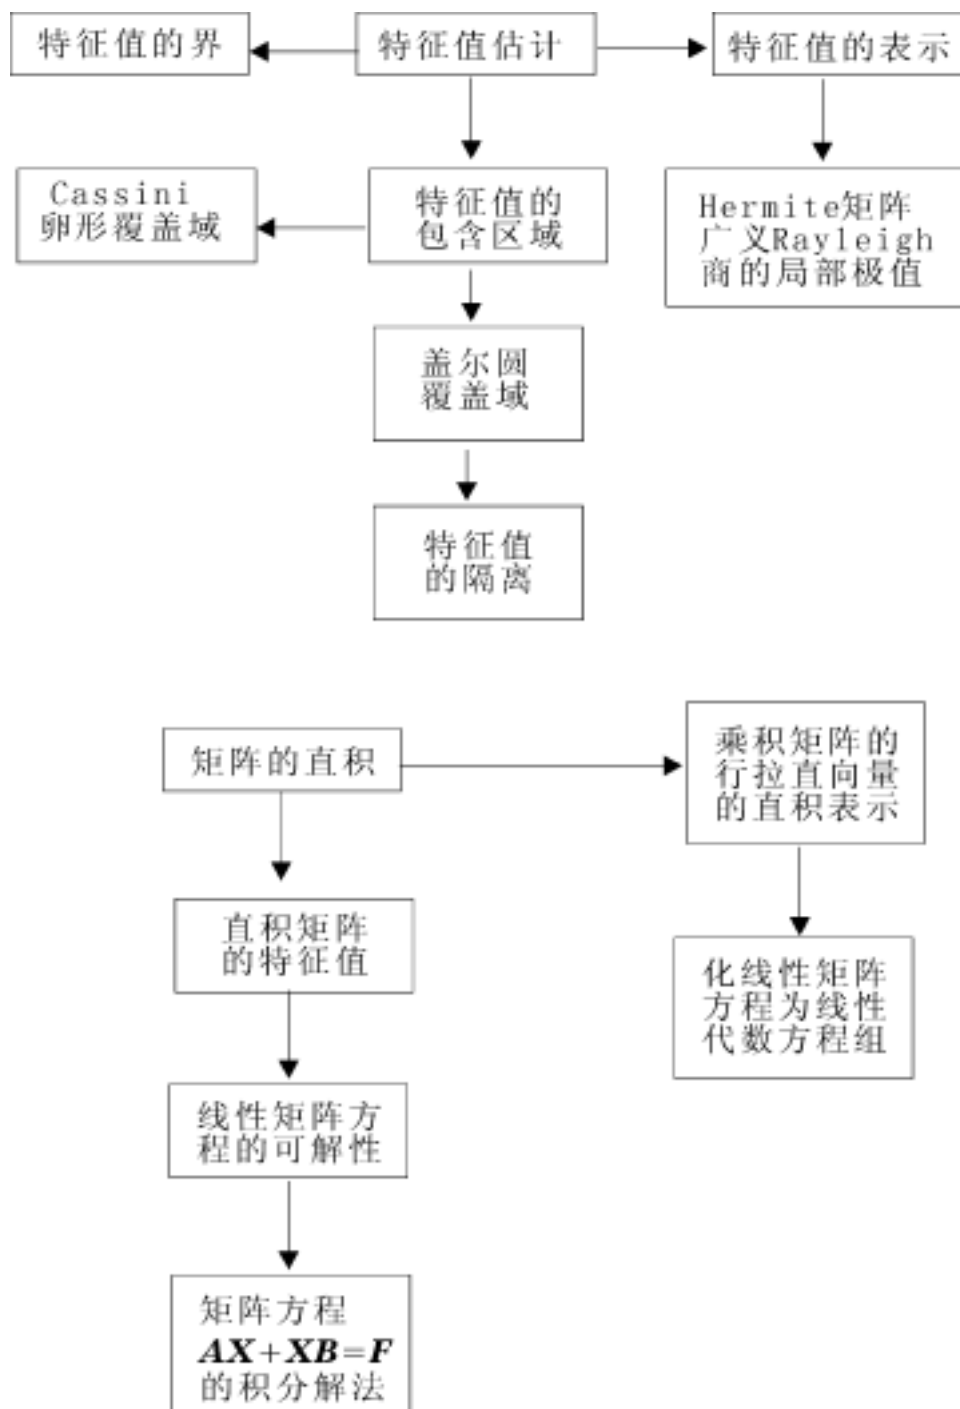 特征值的界
特征值估计
特征值的表示
Cassini
卵形覆盖域
特征值的
包含区域
Hermite矩阵
广义Rayleigh
商的局部极值
盖尔圆
覆盖域
特征值
的隔离
矩阵的直积
乘积矩阵的
行拉直向量
的直积表示
直积矩阵
的特征值
化线性矩阵
方程为线性
代数方程组
线性矩阵方
程的可解性
矩阵方程
AX+XB=F
的积分解法